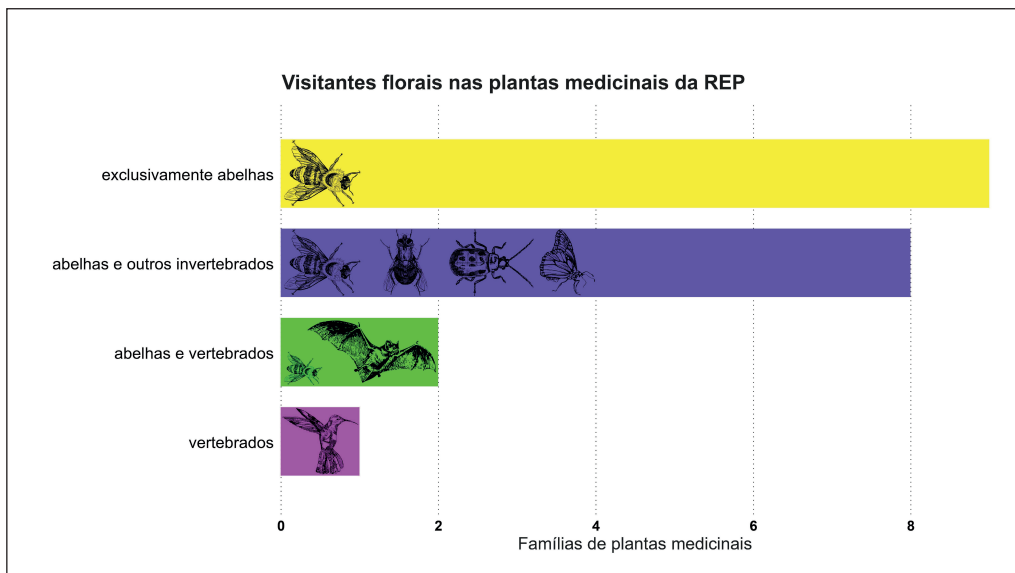 Visitantes florais nas plantas medicinais da REP
exclusivamente abelhas
abelhas e outros invertebrados
abelhas e vertebrados
vertebrados
0 2 4 6 8
Famílias de plantas medicinais